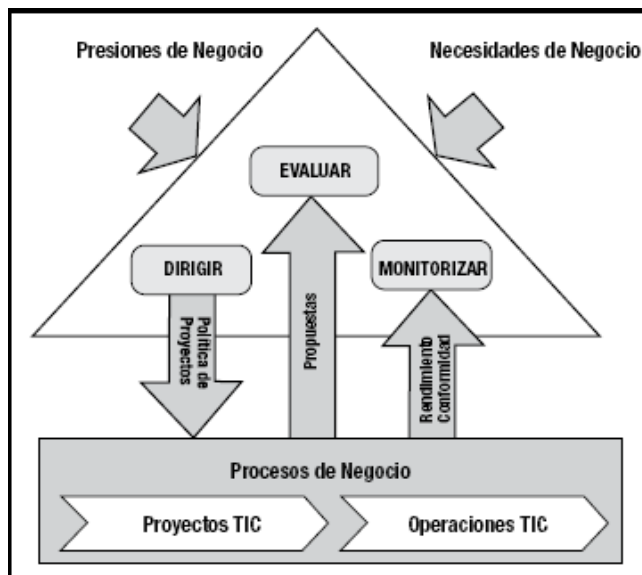 Presiones de Negocio
Necesidades de Negocio
EVALUAR
DIRIGIR
MONITORIZAR
Política de
Proyectos
Propuestas
Rendimiento
Conformidad
Procesos de Negocio
Proyectos TIC
Operaciones TIC